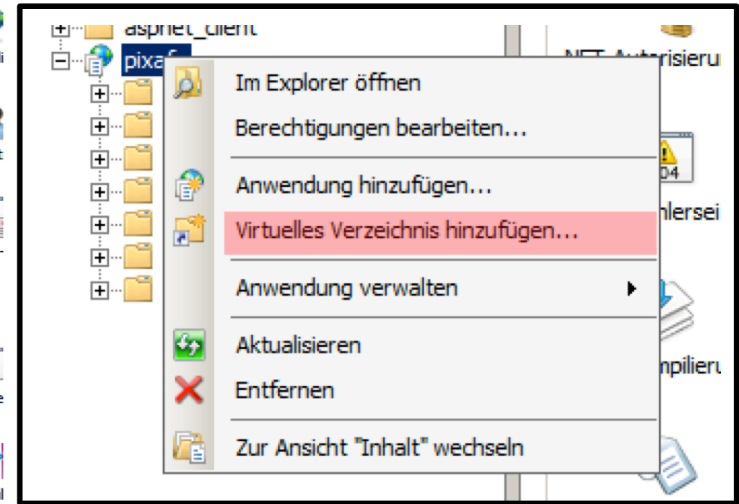 aspnet_client
Im Explorer öffnen
Berechtigungen bearbeiten...
Anwendung hinzufügen...
Virtuelles Verzeichnis hinzufügen...
Anwendung verwalten
Aktualisieren
Entfernen
Zur Ansicht "Inhalt" wechseln